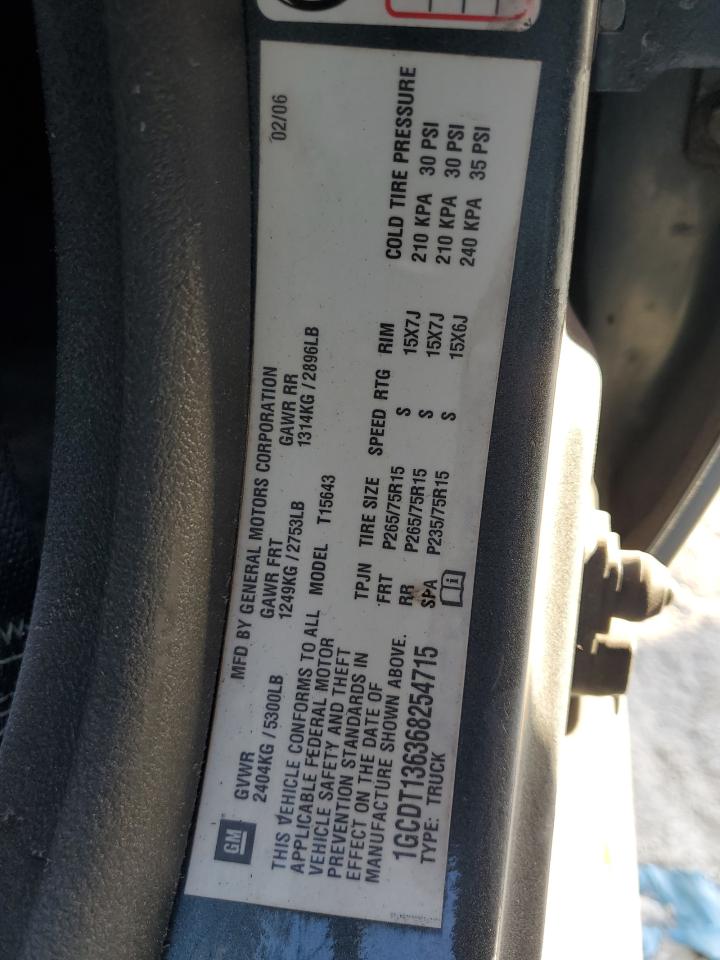 GM
MFD BY GENERAL MOTORS CORPORATION 02/06
GVWR GAWR FRT GAWR RR
2404KG / 5300LB 1249KG / 2753LB 1314KG / 2896LB
THIS VEHICLE CONFORMS TO ALL
APPLICABLE FEDERAL MOTOR
VEHICLE SAFETY AND THEFT
PREVENTION STANDARDS IN
EFFECT ON THE DATE OF
MANUFACTURE SHOWN ABOVE.
1GCDT136368254715
TYPE: TRUCK
MODEL T15643
TPJN TIRE SIZE SPEED RTG RIM COLD TIRE PRESSURE
FRT P265/75R15 S 15X7J 210 KPA 30 PSI
RR P265/75R15 S 15X7J 210 KPA 30 PSI
SPA P235/75R15 S 15X6J 240 KPA 35 PSI